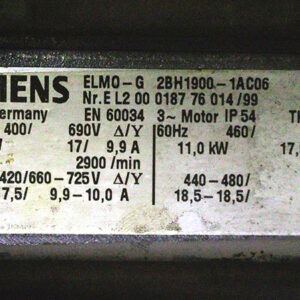 MENS ELMO-G 2BH1900-1AC06
Nr. E L2 00 0187 76 014/99
ermany EN 60034 3~ Motor IP 54
400/ 690V Δ/Y 60Hz 460/
W 17/ 9,9 A 11,0 kW 17
2900/min
420/660-725V Δ/Y 440-480/
7,5/ 9,9-10,0 A 18,5-18,5/